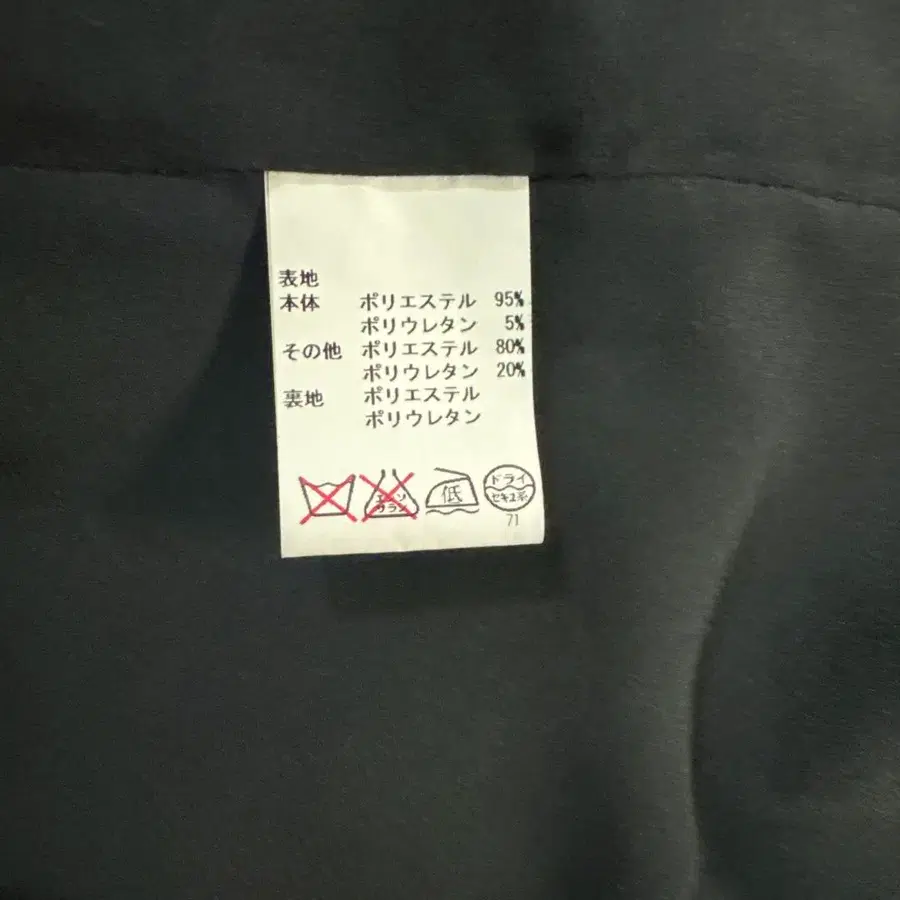 表地
本体 ポリエステル 95%
ポリウレタン 5%
その他 ポリエステル 80%
ポリウレタン 20%
裏地 ポリエステル
ポリウレタン
エンソ
サラシ
低
ドライ
セキユ系
71